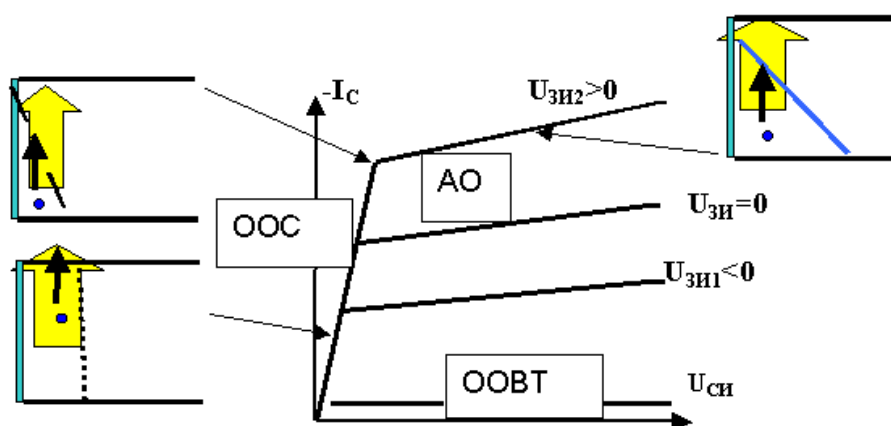 -I_C
U_ЗИ2>0
АО
ООС
U_ЗИ=0
U_ЗИ1<0
ООВТ
U_СИ